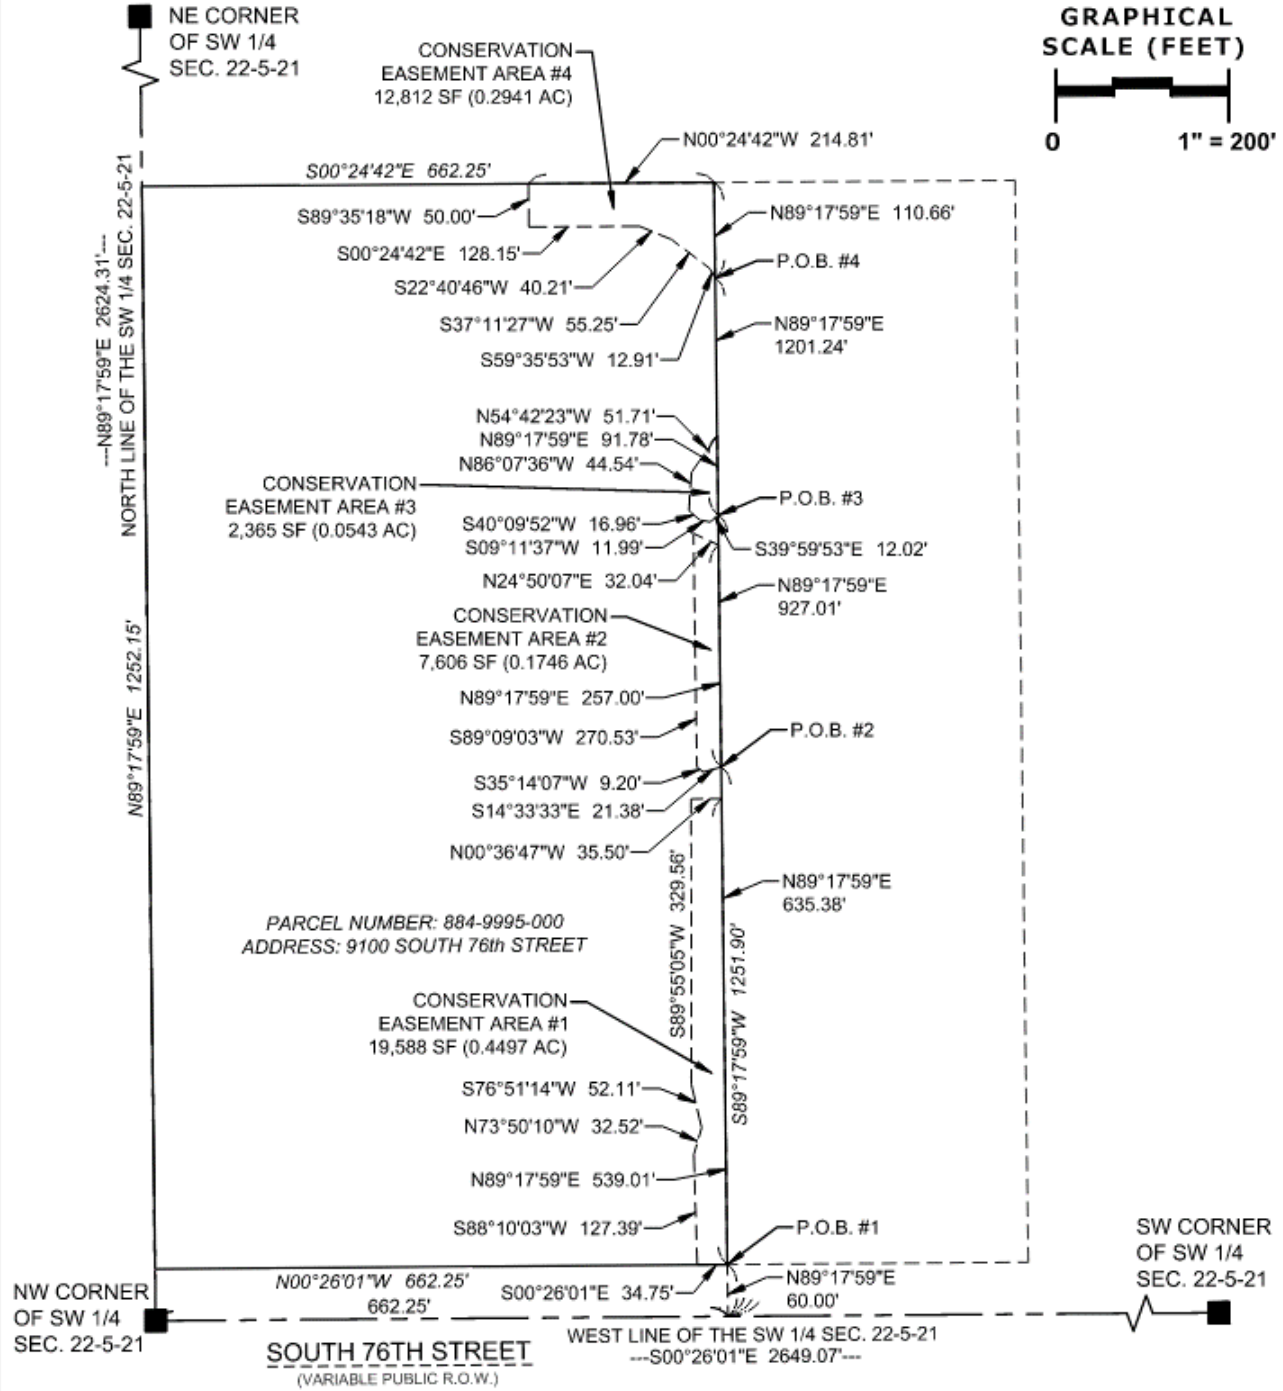 NE CORNER
OF SW 1/4
SEC. 22-5-21
GRAPHICAL
SCALE (FEET)
0 1" = 200'
CONSERVATION
EASEMENT AREA #4
12,812 SF (0.2941 AC)
N00°24'42"W 214.81'
S00°24'42"E 662.25'
S89°35'18"W 50.00'
N89°17'59"E 110.66'
S00°24'42"E 128.15'
P.O.B. #4
S22°40'46"W 40.21'
S37°11'27"W 55.25'
N89°17'59"E
1201.24'
S59°35'53"W 12.91'
---N89°17'59"E 2624.31'---
NORTH LINE OF THE SW 1/4 SEC. 22-5-21
N54°42'23"W 51.71'
N89°17'59"E 91.78'
N86°07'36"W 44.54'
CONSERVATION
EASEMENT AREA #3
2,365 SF (0.0543 AC)
P.O.B. #3
S40°09'52"W 16.96'
S09°11'37"W 11.99'
S39°59'53"E 12.02'
N24°50'07"E 32.04'
N89°17'59"E
927.01'
CONSERVATION
EASEMENT AREA #2
7,606 SF (0.1746 AC)
N89°17'59"E 1252.15'
N89°17'59"E 257.00'
S89°09'03"W 270.53'
P.O.B. #2
S35°14'07"W 9.20'
S14°33'33"E 21.38'
N00°36'47"W 35.50'
S89°55'05"W 329.56'
N89°17'59"E
635.38'
PARCEL NUMBER: 884-9995-000
ADDRESS: 9100 SOUTH 76th STREET
S89°17'59"W 1251.90'
CONSERVATION
EASEMENT AREA #1
19,588 SF (0.4497 AC)
S76°51'14"W 52.11'
N73°50'10"W 32.52'
N89°17'59"E 539.01'
S88°10'03"W 127.39'
P.O.B. #1
SW CORNER
OF SW 1/4
SEC. 22-5-21
N00°26'01"W 662.25'
662.25'
S00°26'01"E 34.75'
N89°17'59"E
60.00'
NW CORNER
OF SW 1/4
SEC. 22-5-21
WEST LINE OF THE SW 1/4 SEC. 22-5-21
---S00°26'01"E 2649.07'---
SOUTH 76TH STREET
(VARIABLE PUBLIC R.O.W.)